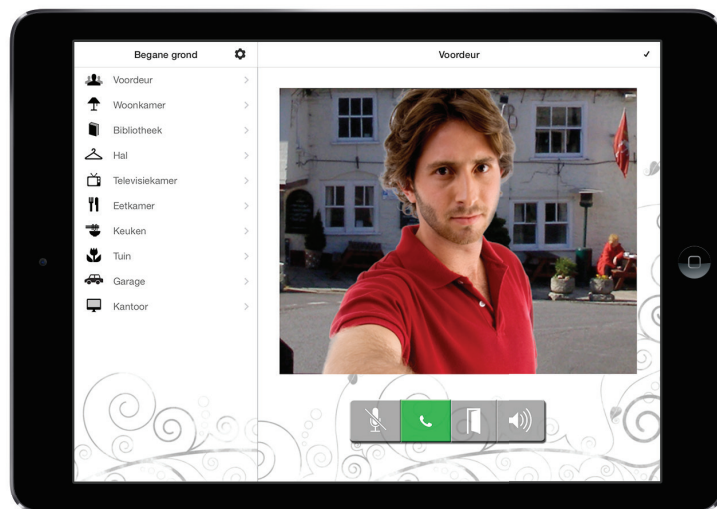 Begane grond
Voordeur
Voordeur
Woonkamer
Bibliotheek
Hal
Televisiekamer
Eetkamer
Keuken
Tuin
Garage
Kantoor